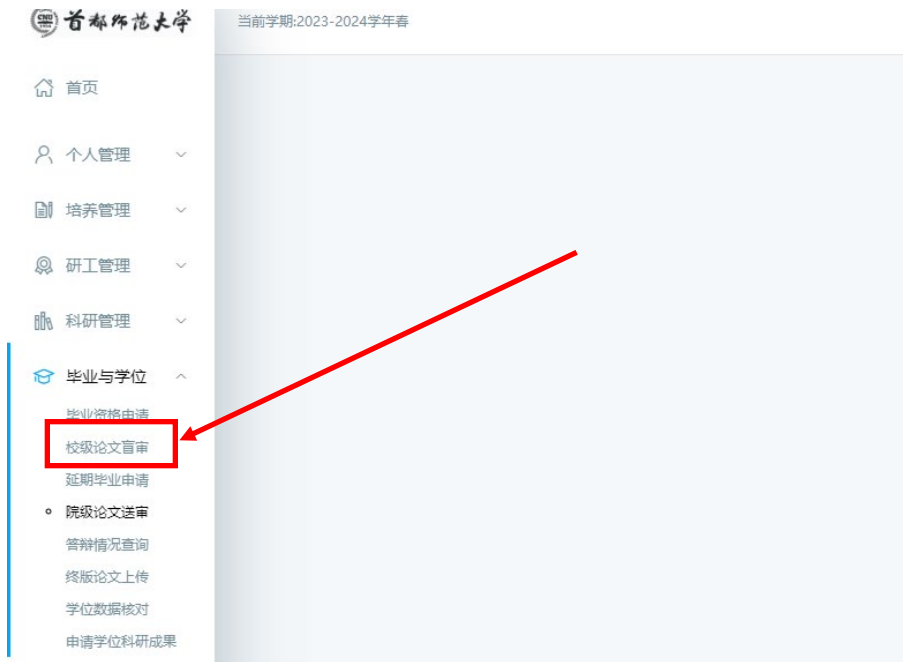 首都师范大学
当前学期:2023-2024学年春
首页
个人管理
培养管理
研工管理
科研管理
毕业与学位
毕业资格申请
校级论文盲审
延期毕业申请
院级论文送审
答辩情况查询
终版论文上传
学位数据核对
申请学位科研成果